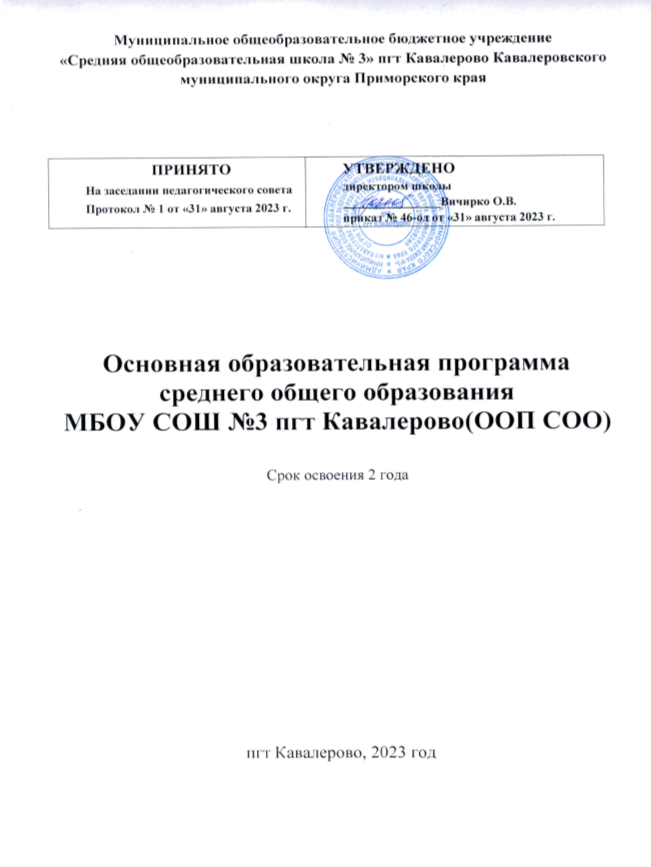 Муниципальное общеобразовательное бюджетное учреждение
«Средняя общеобразовательная школа № 3» пгт Кавалерово Кавалеровского
муниципального округа Приморского края
ПРИНЯТО
На заседании педагогического совета
Протокол № 1 от «31» августа 2023 г.
УТВЕРЖДЕНО
директором школы
Вичирко О.В.
приказ № 46-од от «31» августа 2023 г.
Основная образовательная программа
среднего общего образования
МБОУ СОШ №3 пгт Кавалерово(ООП СОО)
Срок освоения 2 года
пгт Кавалерово, 2023 год